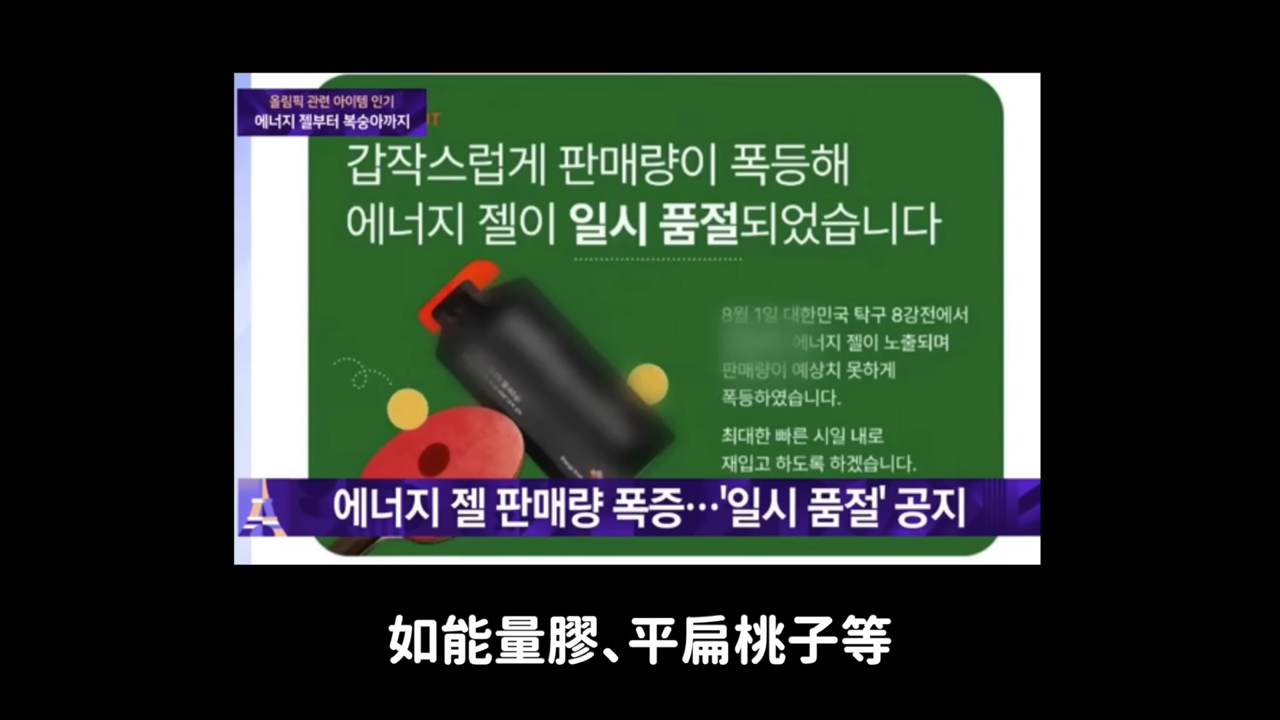 올림픽 관련 아이템 인기
에너지 젤부터 복숭아까지
갑작스럽게 판매량이 폭등해
에너지 젤이 일시 품절되었습니다
8월 1일 대한민국 탁구 8강전에서
에너지 젤이 노출되며
판매량이 예상치 못하게
폭등하였습니다.
최대한 빠른 시일 내로
재입고 하도록 하겠습니다.
에너지 젤 판매량 폭증…'일시 품절' 공지
如能量膠、平扁桃子等